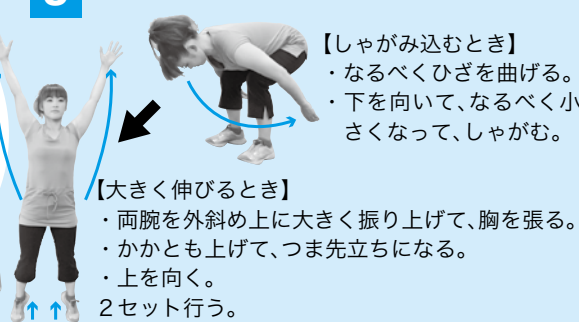 【しゃがみ込むとき】
・なるべくひざを曲げる。
・下を向いて、なるべく小
さくなって、しゃがむ。
【大きく伸びるとき】
・両腕を外斜め上に大きく振り上げて、胸を張る。
・かかとも上げて、つま先立ちになる。
・上を向く。
２セット行う。